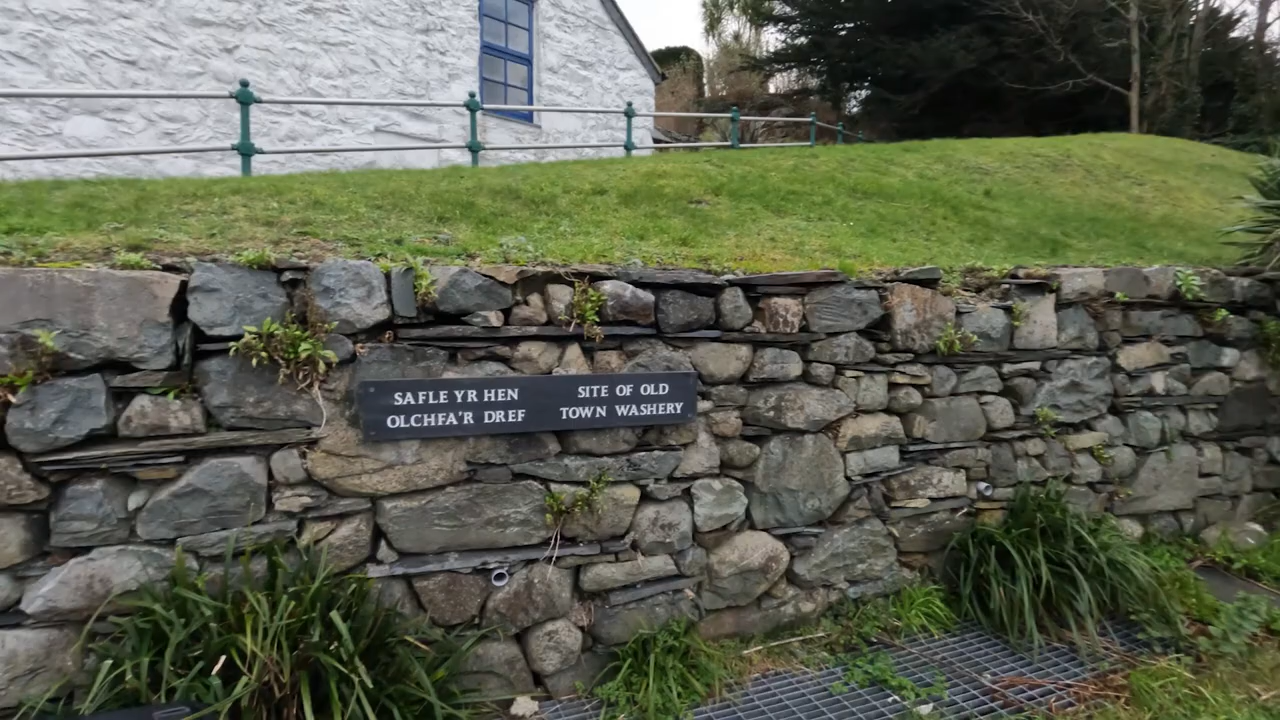 SAFLE YR HEN
OLCHFA'R DREF
SITE OF OLD
TOWN WASHERY